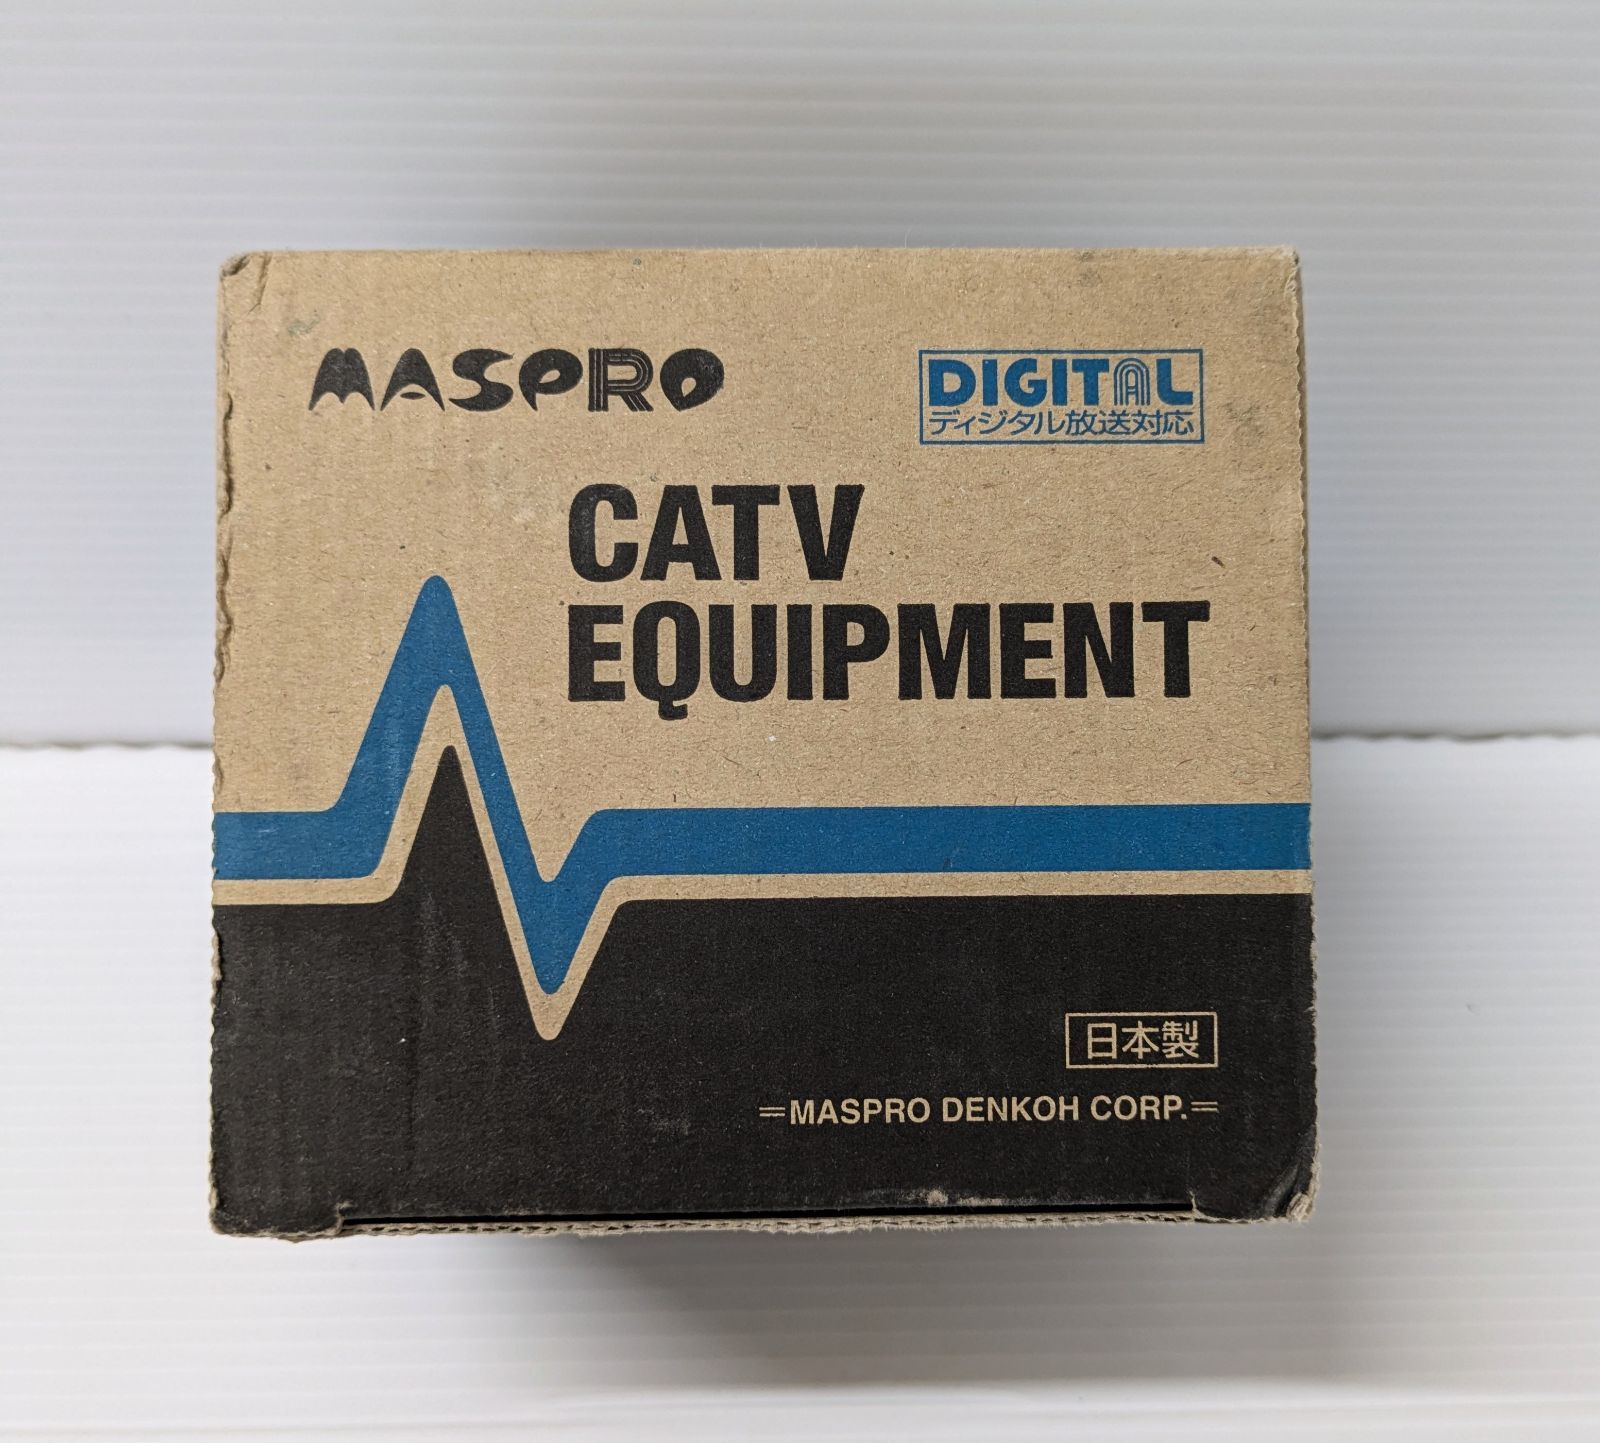 MASPRO
DIGITAL
ディジタル放送対応
CATV
EQUIPMENT
日本製
=MASPRO DENKOH CORP.=